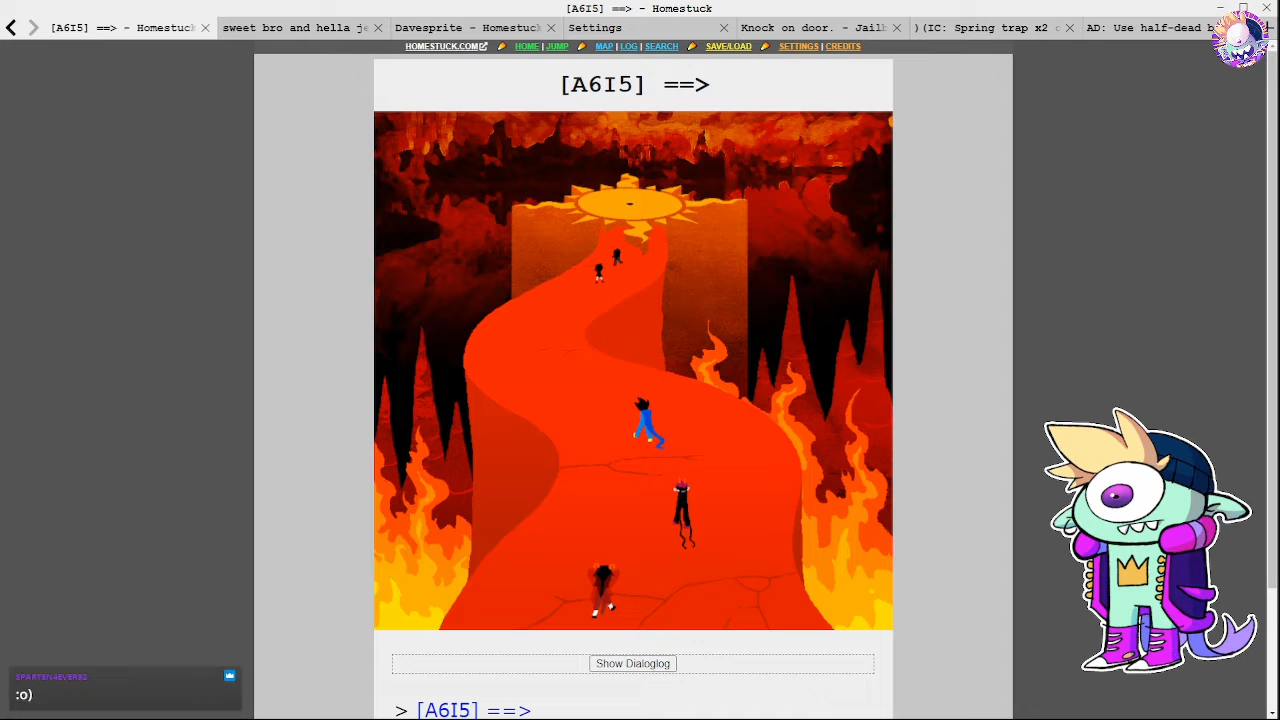 [A6I5] ==> - Homestuck
[A6I5] ==> - Homestuck
sweet bro and hella je
Davesprite - Homestuck
Settings
Knock on door. - Jailb
)(IC: Spring trap x2 c
AD: Use half-dead b
HOMESTUCK.COM HOME | JUMP MAP | LOG | SEARCH SAVE/LOAD SETTINGS | CREDITS
[A6I5] ==>
Show Dialoglog
> [A6I5] ==>
SPARTEN4EVER82
:o)